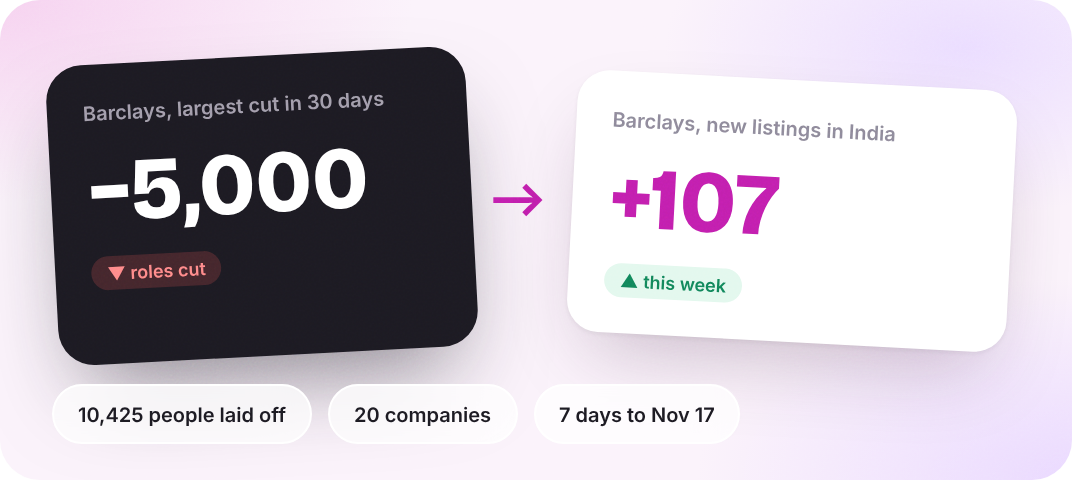 Barclays, largest cut in 30 days
−5,000
▼ roles cut
→
Barclays, new listings in India
+107
▲ this week
10,425 people laid off
20 companies
7 days to Nov 17